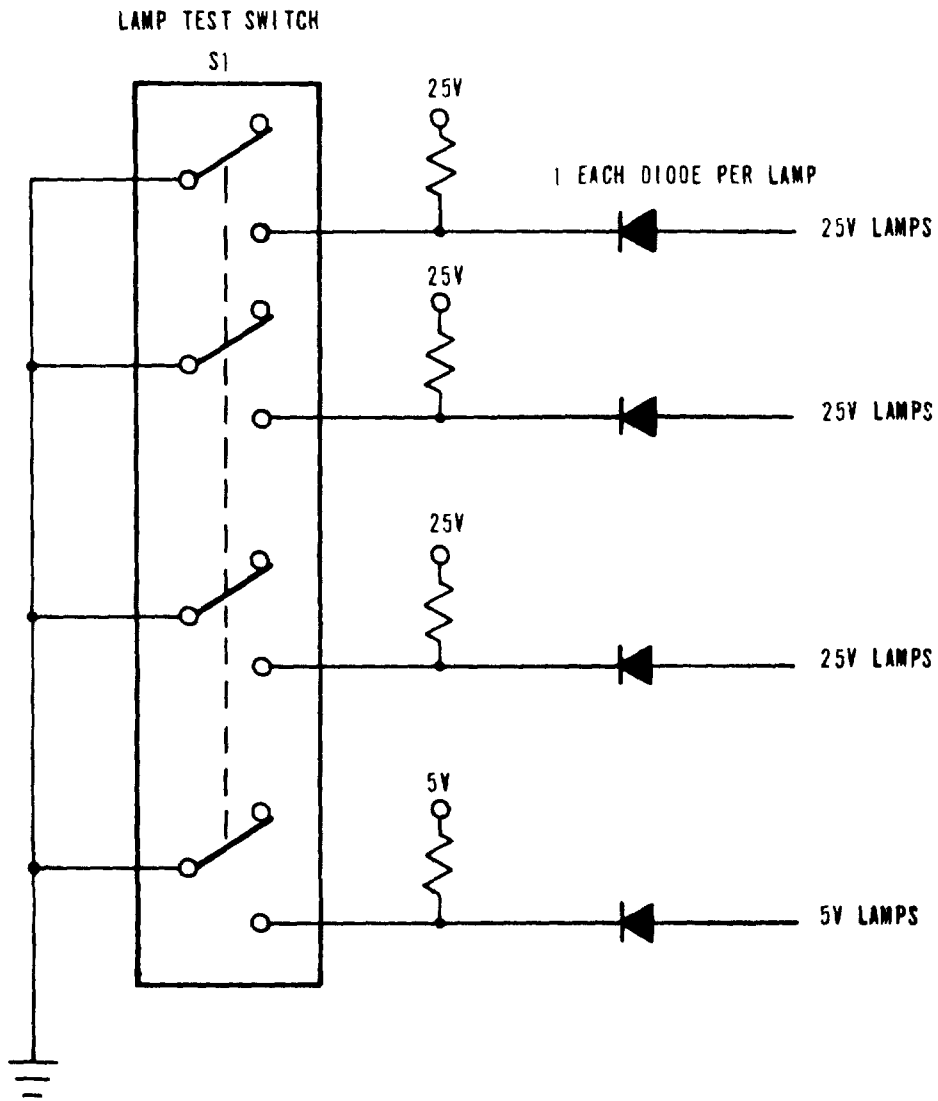 LAMP TEST SWITCH
S1
25V
1 EACH DIODE PER LAMP
25V LAMPS
25V
25V LAMPS
25V
25V LAMPS
5V
5V LAMPS